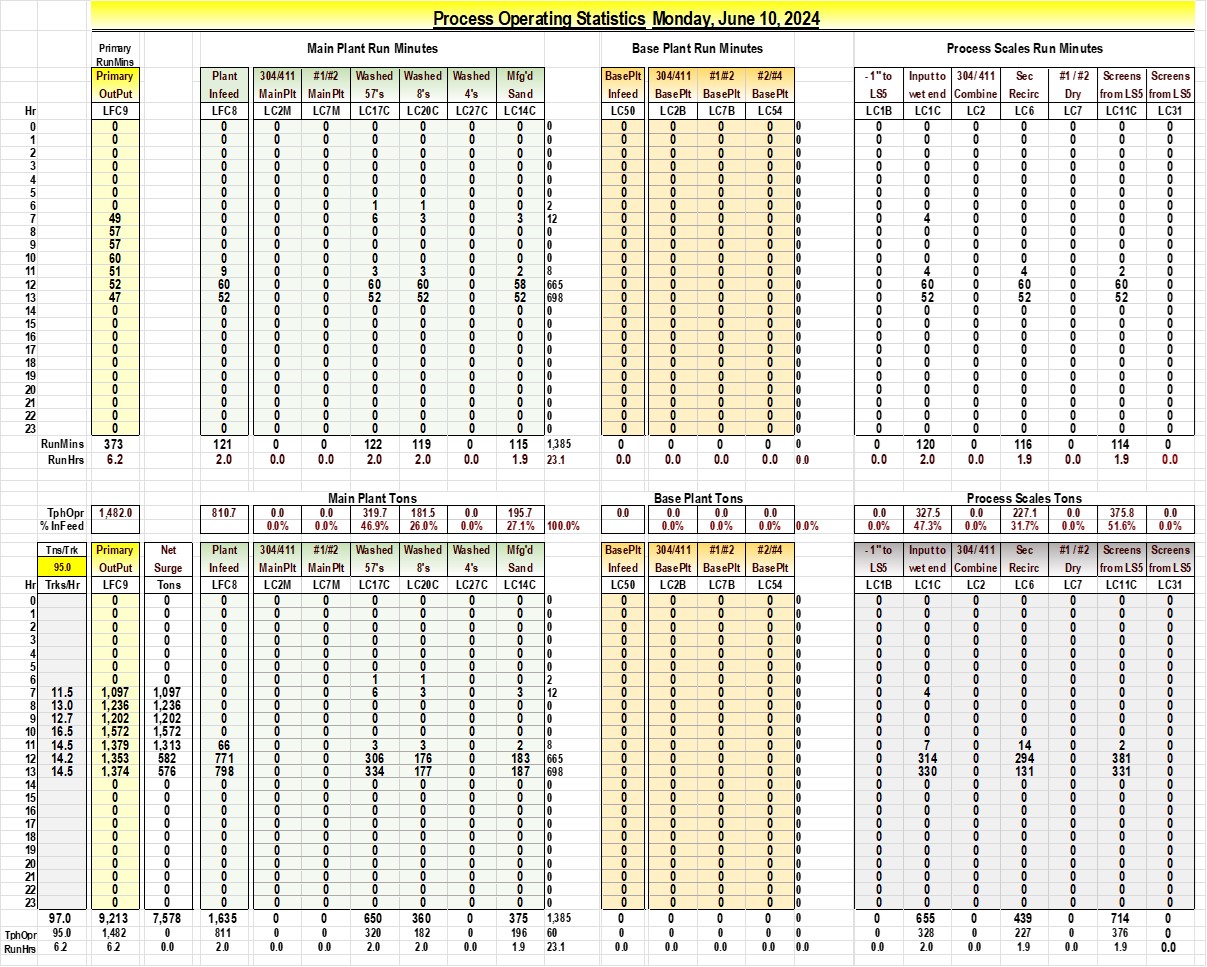 Process Operating Statistics Monday, June 10, 2024
Primary Main Plant Run Minutes Base Plant Run Minutes Process Scales Run Minutes
RunMins
Primary Plant 304/411 #1/#2 Washed Washed Washed Mfg'd BasePlt 304/411 #1/#2 #2/#4 -1" to Input to 304/411 Sec #1/#2 Screens Screens
OutPut Infeed MainPlt MainPlt 57's 8's 4's Sand Infeed BasePlt BasePlt BasePlt LS5 wet end Combine Recirc Dry from LS5 from LS5
Hr LFC9 LFC8 LC2M LC7M LC17C LC20C LC27C LC14C LC50 LC2B LC7B LC54 LC1B LC1C LC2 LC6 LC7 LC11C LC31
0 0 0 0 0 0 0 0 0 0 0 0 0 0 0 0 0 0 0 0 0 0
1 0 0 0 0 0 0 0 0 0 0 0 0 0 0 0 0 0 0 0 0 0
2 0 0 0 0 0 0 0 0 0 0 0 0 0 0 0 0 0 0 0 0 0
3 0 0 0 0 0 0 0 0 0 0 0 0 0 0 0 0 0 0 0 0 0
4 0 0 0 0 0 0 0 0 0 0 0 0 0 0 0 0 0 0 0 0 0
5 0 0 0 0 0 0 0 0 0 0 0 0 0 0 0 0 0 0 0 0 0
6 0 0 0 0 1 1 0 0 2 0 0 0 0 0 0 0 0 0 0 0 0
7 49 0 0 0 6 3 0 3 12 0 0 0 0 0 0 4 0 0 0 0 0
8 57 0 0 0 0 0 0 0 0 0 0 0 0 0 0 0 0 0 0 0 0
9 57 0 0 0 0 0 0 0 0 0 0 0 0 0 0 0 0 0 0 0 0
10 60 0 0 0 0 0 0 0 0 0 0 0 0 0 0 0 0 0 0 0 0
11 51 9 0 0 3 3 0 2 8 0 0 0 0 0 0 4 0 4 0 2 0
12 52 60 0 0 60 60 0 58 665 0 0 0 0 0 0 60 0 60 0 60 0
13 47 52 0 0 52 52 0 52 698 0 0 0 0 0 0 52 0 52 0 52 0
14 0 0 0 0 0 0 0 0 0 0 0 0 0 0 0 0 0 0 0 0 0
15 0 0 0 0 0 0 0 0 0 0 0 0 0 0 0 0 0 0 0 0 0
16 0 0 0 0 0 0 0 0 0 0 0 0 0 0 0 0 0 0 0 0 0
17 0 0 0 0 0 0 0 0 0 0 0 0 0 0 0 0 0 0 0 0 0
18 0 0 0 0 0 0 0 0 0 0 0 0 0 0 0 0 0 0 0 0 0
19 0 0 0 0 0 0 0 0 0 0 0 0 0 0 0 0 0 0 0 0 0
20 0 0 0 0 0 0 0 0 0 0 0 0 0 0 0 0 0 0 0 0 0
21 0 0 0 0 0 0 0 0 0 0 0 0 0 0 0 0 0 0 0 0 0
22 0 0 0 0 0 0 0 0 0 0 0 0 0 0 0 0 0 0 0 0 0
23 0 0 0 0 0 0 0 0 0 0 0 0 0 0 0 0 0 0 0 0 0
RunMins 373 121 0 0 122 119 0 115 1,385 0 0 0 0 0 0 120 0 116 0 114 0
RunHrs 6.2 2.0 0.0 0.0 2.0 2.0 0.0 1.9 23.1 0.0 0.0 0.0 0.0 0.0 0.0 2.0 0.0 1.9 0.0 1.9 0.0
Main Plant Tons Base Plant Tons Process Scales Tons
TphOpr 1,482.0 810.7 0.0 0.0 319.7 181.5 0.0 195.7 0.0 0.0 0.0 0.0 0.0 327.5 0.0 227.1 0.0 375.8 0.0
% InFeed 0.0% 0.0% 46.9% 26.0% 0.0% 27.1% 100.0% 0.0% 0.0% 0.0% 0.0% 0.0% 47.3% 0.0% 31.7% 0.0% 51.6% 0.0%
Tns/Trk Primary Net Plant 304/411 #1/#2 Washed Washed Washed Mfg'd BasePlt 304/411 #1/#2 #2/#4 -1" to Input to 304/411 Sec #1/#2 Screens Screens
95.0 OutPut Surge Infeed MainPlt MainPlt 57's 8's 4's Sand Infeed BasePlt BasePlt BasePlt LS5 wet end Combine Recirc Dry from LS5 from LS5
Hr Trks/Hr LFC9 Tons LFC8 LC2M LC7M LC17C LC20C LC27C LC14C LC50 LC2B LC7B LC54 LC1B LC1C LC2 LC6 LC7 LC11C LC31
0 0 0 0 0 0 0 0 0 0 0 0 0 0 0 0 0 0 0 0 0 0 0
1 0 0 0 0 0 0 0 0 0 0 0 0 0 0 0 0 0 0 0 0 0 0
2 0 0 0 0 0 0 0 0 0 0 0 0 0 0 0 0 0 0 0 0 0 0
3 0 0 0 0 0 0 0 0 0 0 0 0 0 0 0 0 0 0 0 0 0 0
4 0 0 0 0 0 0 0 0 0 0 0 0 0 0 0 0 0 0 0 0 0 0
5 0 0 0 0 0 0 0 0 0 0 0 0 0 0 0 0 0 0 0 0 0 0
6 0 0 0 0 0 1 1 0 0 2 0 0 0 0 0 0 0 0 0 0 0 0
7 11.5 1,097 1,097 0 0 0 6 3 0 3 12 0 0 0 0 0 0 4 0 0 0 0 0
8 13.0 1,236 1,236 0 0 0 0 0 0 0 0 0 0 0 0 0 0 0 0 0 0 0 0
9 12.7 1,202 1,202 0 0 0 0 0 0 0 0 0 0 0 0 0 0 0 0 0 0 0 0
10 16.5 1,572 1,572 0 0 0 0 0 0 0 0 0 0 0 0 0 0 0 0 0 0 0 0
11 14.5 1,379 1,313 66 0 0 3 3 0 2 8 0 0 0 0 0 0 7 0 14 0 2 0
12 14.2 1,353 582 771 0 0 306 176 0 183 665 0 0 0 0 0 0 314 0 294 0 381 0
13 14.5 1,374 576 798 0 0 334 177 0 187 698 0 0 0 0 0 0 330 0 131 0 331 0
14 0 0 0 0 0 0 0 0 0 0 0 0 0 0 0 0 0 0 0 0 0 0
15 0 0 0 0 0 0 0 0 0 0 0 0 0 0 0 0 0 0 0 0 0 0
16 0 0 0 0 0 0 0 0 0 0 0 0 0 0 0 0 0 0 0 0 0 0
17 0 0 0 0 0 0 0 0 0 0 0 0 0 0 0 0 0 0 0 0 0 0
18 0 0 0 0 0 0 0 0 0 0 0 0 0 0 0 0 0 0 0 0 0 0
19 0 0 0 0 0 0 0 0 0 0 0 0 0 0 0 0 0 0 0 0 0 0
20 0 0 0 0 0 0 0 0 0 0 0 0 0 0 0 0 0 0 0 0 0 0
21 0 0 0 0 0 0 0 0 0 0 0 0 0 0 0 0 0 0 0 0 0 0
22 0 0 0 0 0 0 0 0 0 0 0 0 0 0 0 0 0 0 0 0 0 0
23 0 0 0 0 0 0 0 0 0 0 0 0 0 0 0 0 0 0 0 0 0 0
97.0 9,213 7,578 1,635 0 0 650 360 0 375 1,385 0 0 0 0 0 0 655 0 439 0 714 0
TphOpr 95.0 1,482 0 811 0 0 320 182 0 196 60 0 0 0 0 0 0 328 0 227 0 376 0
RunHrs 6.2 6.2 0.0 2.0 0.0 0.0 2.0 2.0 0.0 1.9 23.1 0.0 0.0 0.0 0.0 0.0 0.0 2.0 0.0 1.9 0.0 1.9 0.0